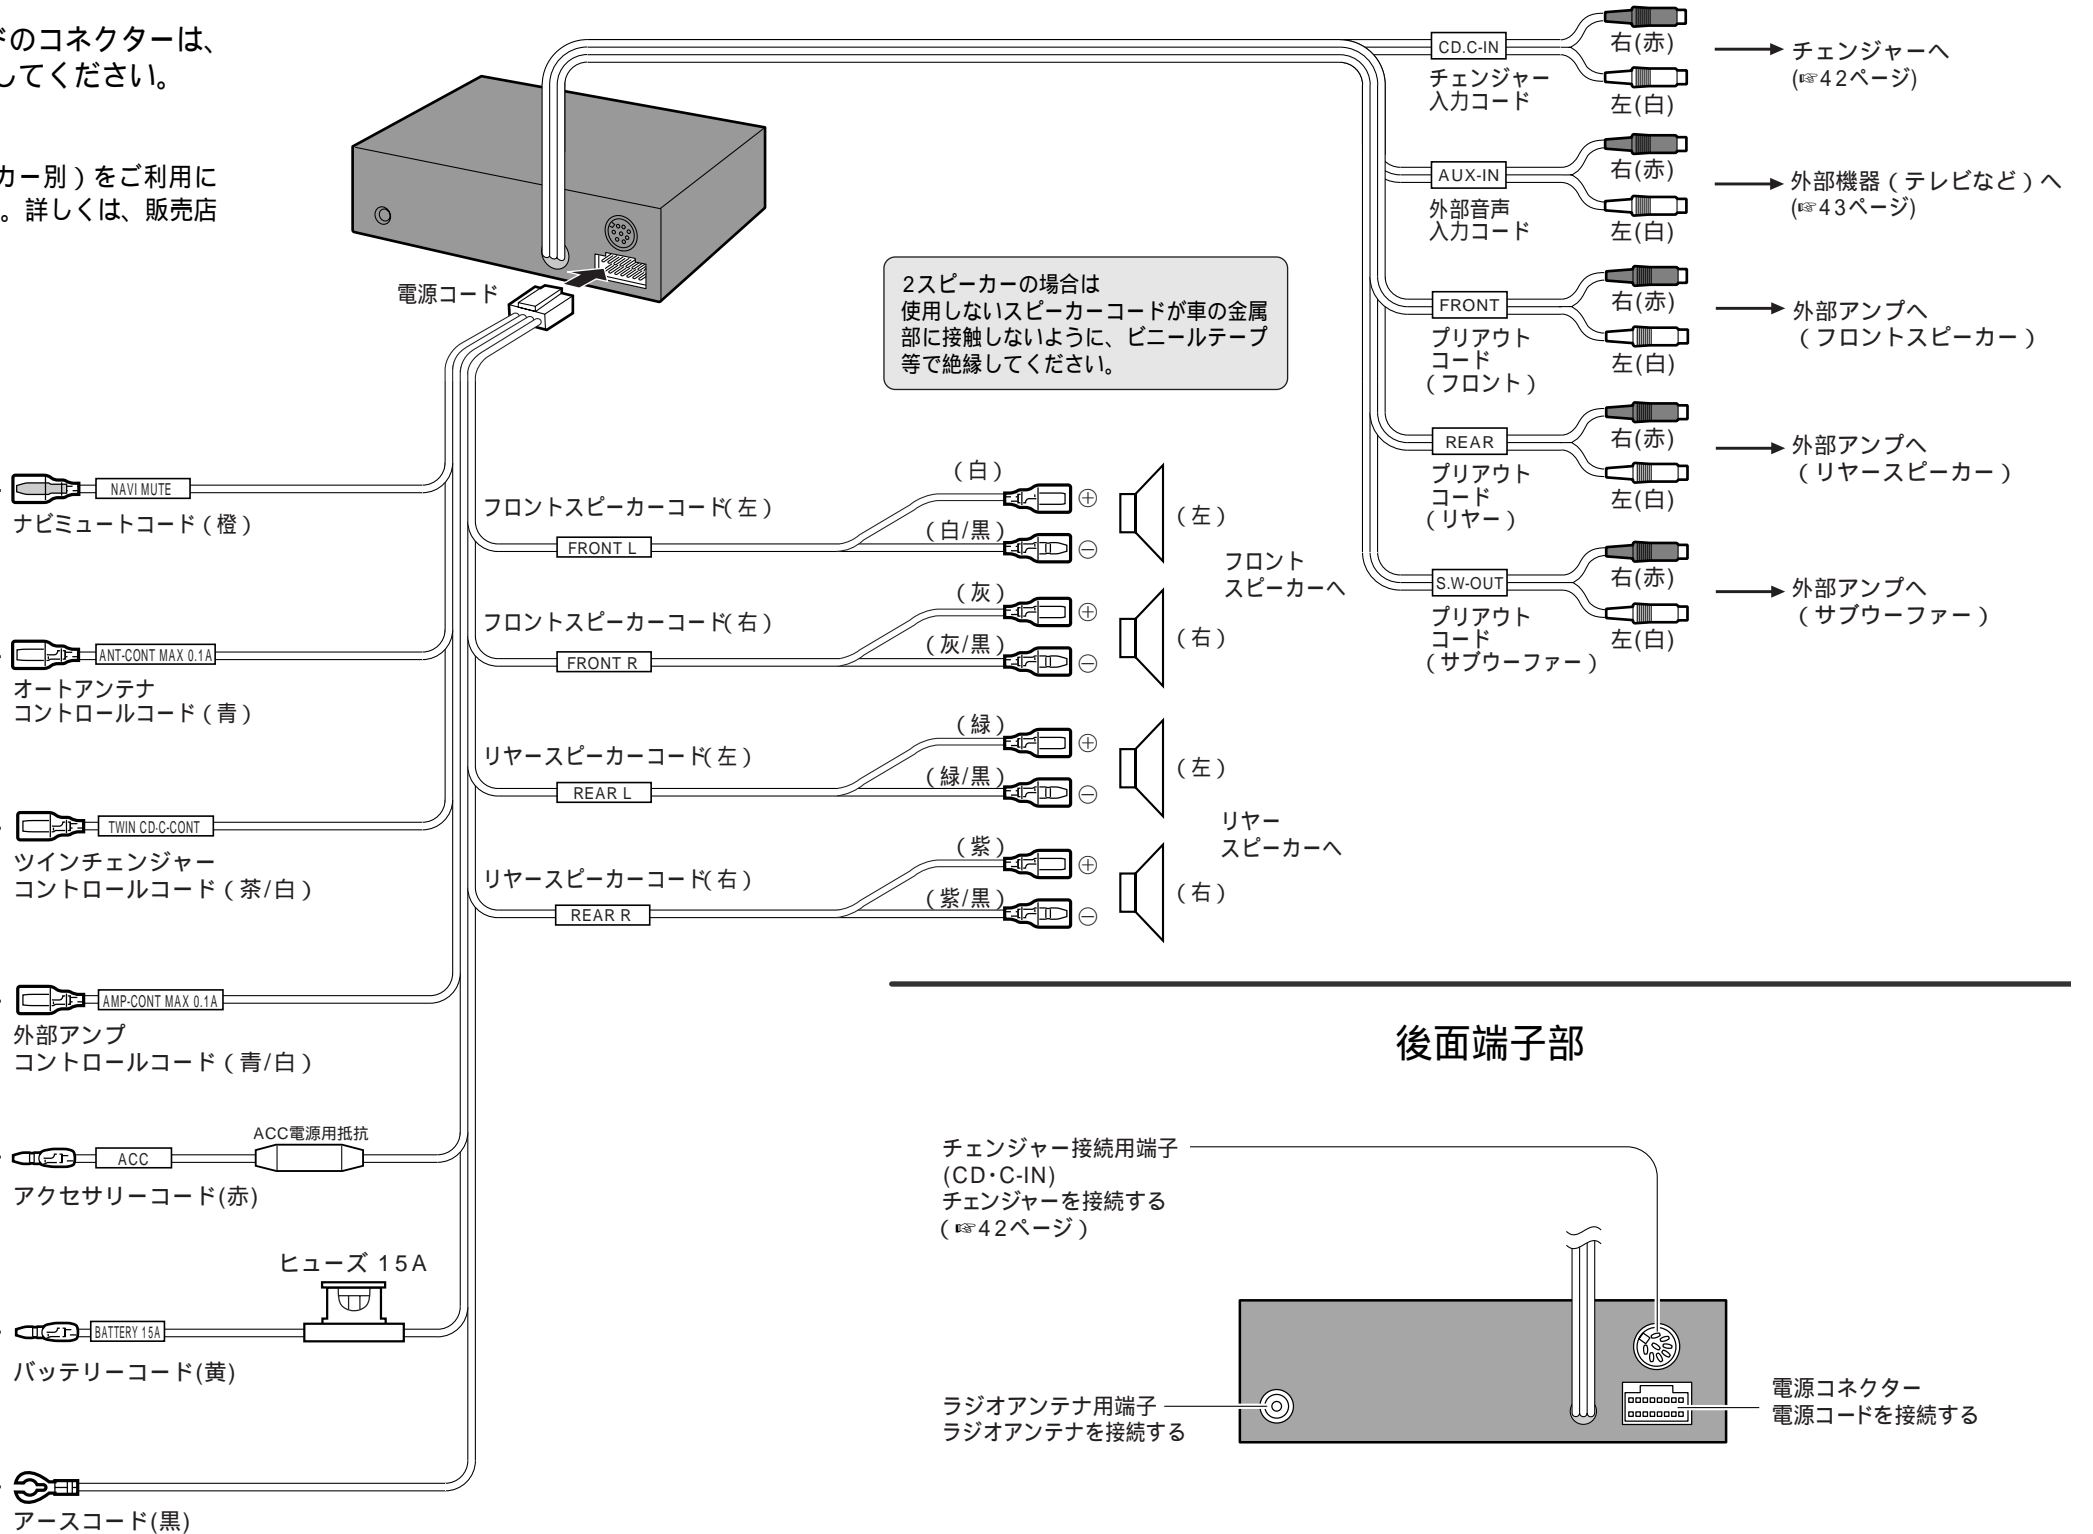 ドのコネクターは、
してください。
カー別）をご利用に
。詳しくは、販売店
電源コード
2スピーカーの場合は
使用しないスピーカーコードが車の金属
部に接触しないように、ビニールテープ
等で絶縁してください。
CD.C-IN
チェンジャー
入力コード
右(赤)
左(白)
チェンジャーへ
(☞42ページ)
AUX-IN
外部音声
入力コード
右(赤)
左(白)
外部機器（テレビなど）へ
(☞43ページ)
FRONT
プリアウト
コード
（フロント）
右(赤)
左(白)
外部アンプへ
（フロントスピーカー）
REAR
プリアウト
コード
（リヤー）
右(赤)
左(白)
外部アンプへ
（リヤースピーカー）
S.W-OUT
プリアウト
コード
（サブウーファー）
右(赤)
左(白)
外部アンプへ
（サブウーファー）
NAVI MUTE
ナビミュートコード（橙）
ANT-CONT MAX 0.1A
オートアンテナ
コントロールコード（青）
TWIN CD-C-CONT
ツインチェンジャー
コントロールコード（茶/白）
AMP-CONT MAX 0.1A
外部アンプ
コントロールコード（青/白）
ACC電源用抵抗
ACC
アクセサリーコード(赤)
ヒューズ 15A
BATTERY 15A
バッテリーコード(黄)
アースコード(黒)
フロントスピーカーコード(左）
FRONT L
（白）
⊕
（白/黒）
⊖
（左）
フロントスピーカーコード(右）
FRONT R
（灰）
⊕
（灰/黒）
⊖
（右）
フロント
スピーカーへ
リヤースピーカーコード(左）
REAR L
（緑）
⊕
（緑/黒）
⊖
（左）
リヤースピーカーコード(右）
REAR R
（紫）
⊕
（紫/黒）
⊖
（右）
リヤー
スピーカーへ
後面端子部
チェンジャー接続用端子
(CD･C-IN)
チェンジャーを接続する
（☞42ページ）
ラジオアンテナ用端子
ラジオアンテナを接続する
電源コネクター
電源コードを接続する